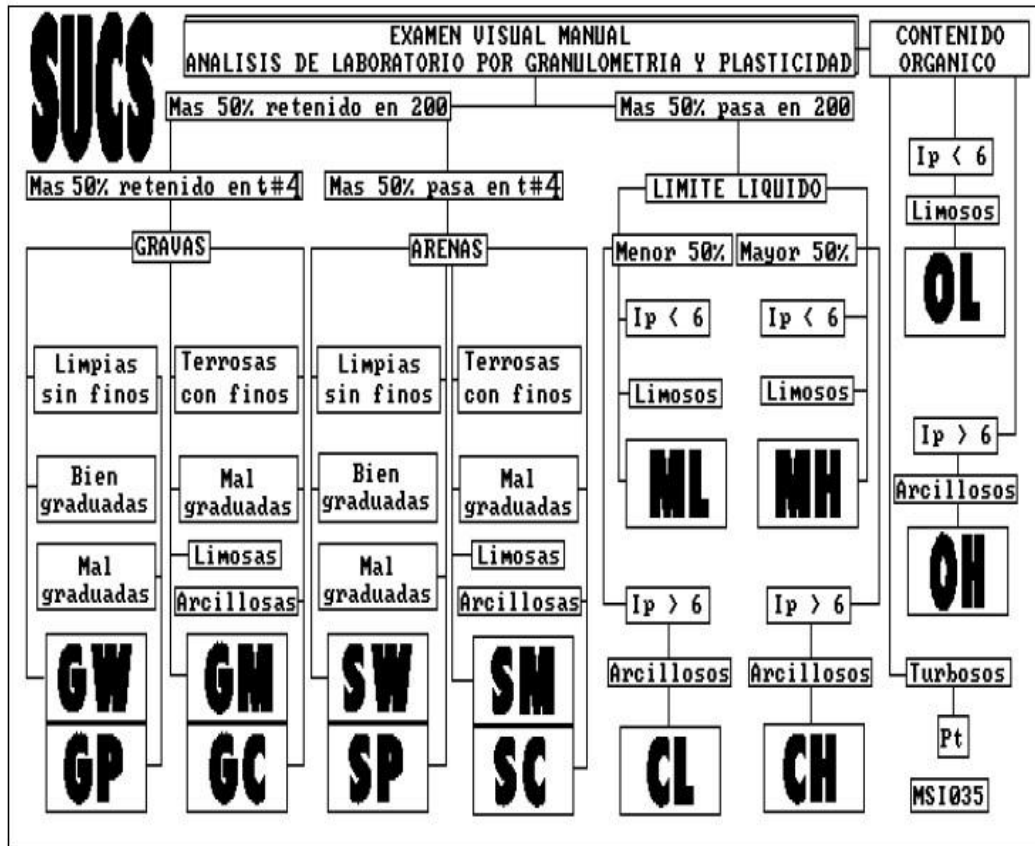 SUCS
EXAMEN VISUAL MANUAL
ANALISIS DE LABORATORIO POR GRANULOMETRIA Y PLASTICIDAD
CONTENIDO
ORGANICO
Mas 50% retenido en 200
Mas 50% pasa en 200
Mas 50% retenido en t#4
Mas 50% pasa en t#4
GRAVAS
Limpias
sin finos
Terrosas
con finos
Bien
graduadas
Mal
graduadas
Mal
graduadas
Limosas
Arcillosas
GW
GP
GM
GC
ARENAS
Limpias
sin finos
Terrosas
con finos
Bien
graduadas
Mal
graduadas
Mal
graduadas
Limosas
Arcillosas
SW
SP
SM
SC
LIMITE LIQUIDO
Menor 50%
Mayor 50%
Ip < 6
Limosos
ML
Ip > 6
Arcillosos
CL
Ip < 6
Limosos
MH
Ip > 6
Arcillosos
CH
Ip < 6
Limosos
OL
Ip > 6
Arcillosos
OH
Turbosos
Pt
MSI035